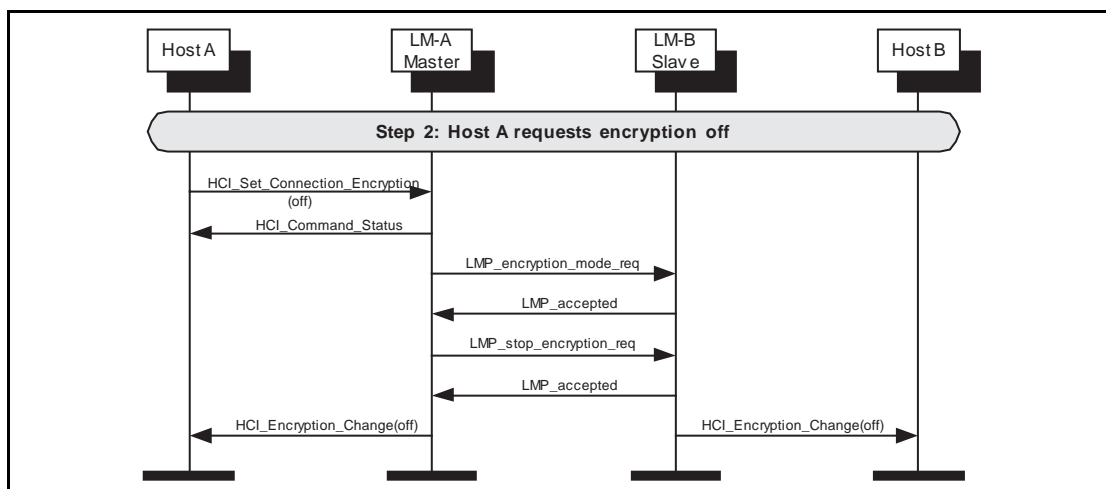 Host A
LM-A
Master
LM-B
Slave
Host B
Step 2: Host A requests encryption off
HCI_Set_Connection_Encryption
(off)
HCI_Command_Status
LMP_encryption_mode_req
LMP_accepted
LMP_stop_encryption_req
LMP_accepted
HCI_Encryption_Change(off)
HCI_Encryption_Change(off)